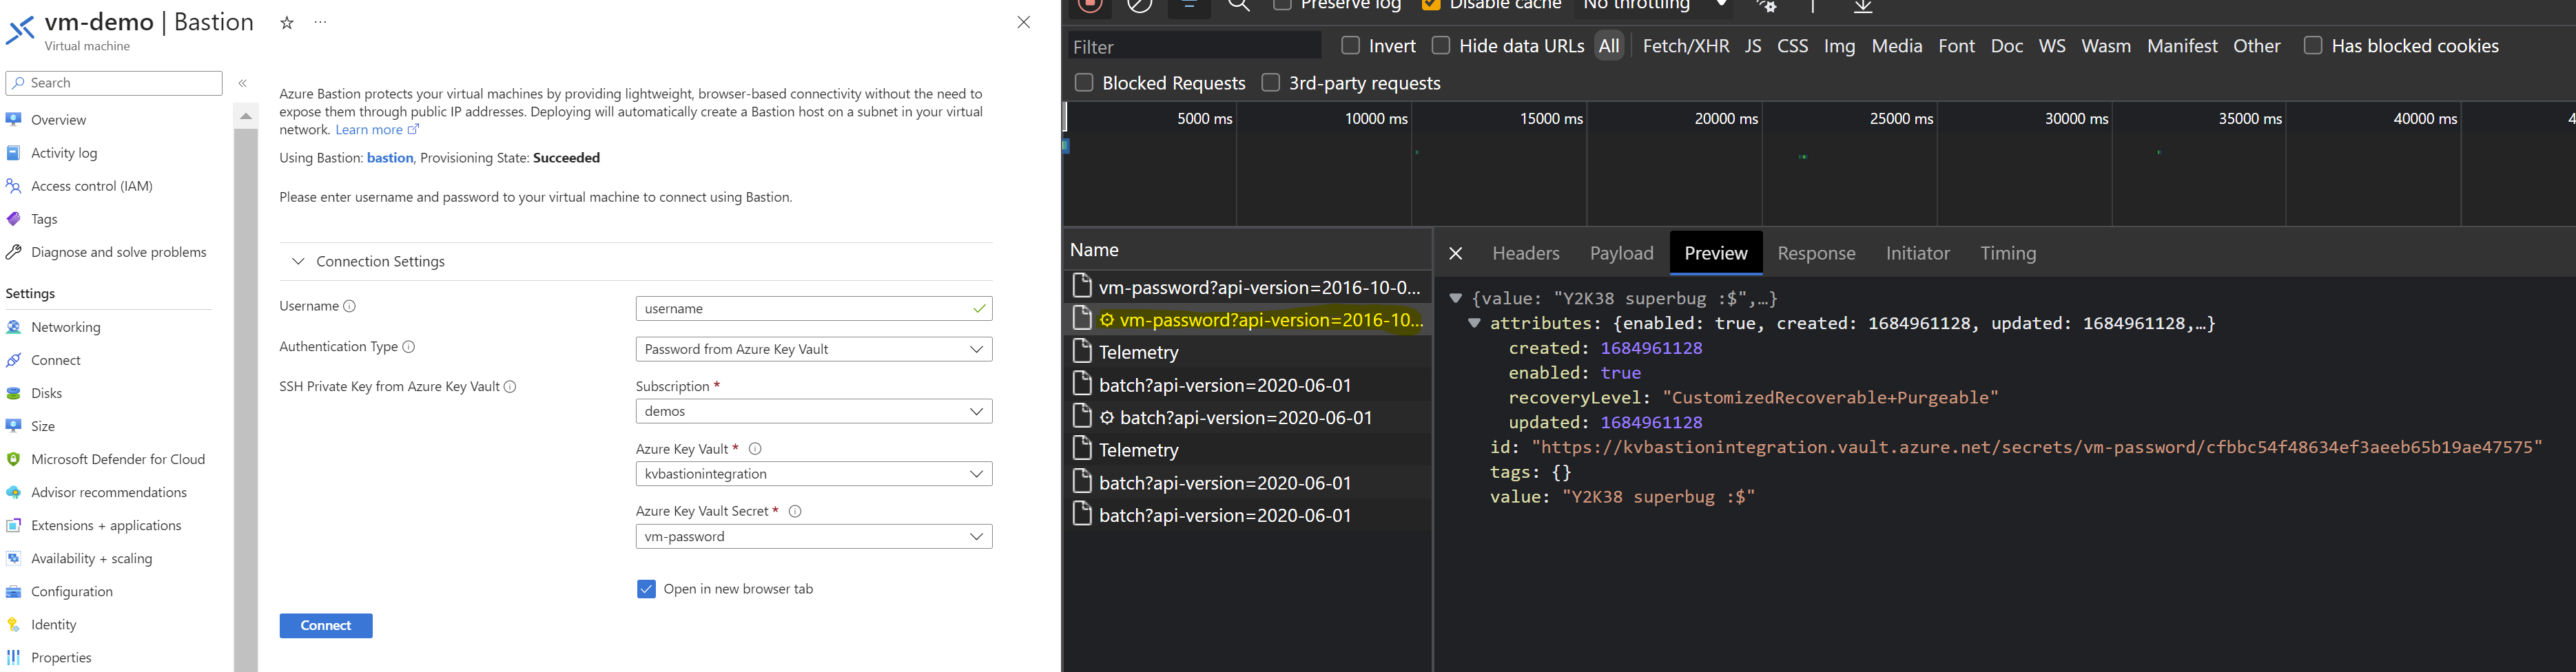 vm-demo | Bastion
Virtual machine
Search
Overview
Activity log
Access control (IAM)
Tags
Diagnose and solve problems
Settings
Networking
Connect
Disks
Size
Microsoft Defender for Cloud
Advisor recommendations
Extensions + applications
Availability + scaling
Configuration
Identity
Properties
Azure Bastion protects your virtual machines by providing lightweight, browser-based connectivity without the need to
expose them through public IP addresses. Deploying will automatically create a Bastion host on a subnet in your virtual
network. Learn more
Using Bastion: bastion, Provisioning State: Succeeded
Please enter username and password to your virtual machine to connect using Bastion.
Connection Settings
Username
username
Authentication Type
Password from Azure Key Vault
SSH Private Key from Azure Key Vault
Subscription *
demos
Azure Key Vault *
kvbastionintegration
Azure Key Vault Secret *
vm-password
Open in new browser tab
Connect
Preserve log Disable cache No throttling
Filter Invert Hide data URLs All Fetch/XHR JS CSS Img Media Font Doc WS Wasm Manifest Other Has blocked cookies
Blocked Requests 3rd-party requests
5000 ms 10000 ms 15000 ms 20000 ms 25000 ms 30000 ms 35000 ms 40000 ms 4
Name
vm-password?api-version=2016-10-0...
vm-password?api-version=2016-10...
Telemetry
batch?api-version=2020-06-01
batch?api-version=2020-06-01
Telemetry
batch?api-version=2020-06-01
batch?api-version=2020-06-01
Headers Payload Preview Response Initiator Timing
{value: "Y2K38 superbug :$",…}
attributes: {enabled: true, created: 1684961128, updated: 1684961128,…}
created: 1684961128
enabled: true
recoveryLevel: "CustomizedRecoverable+Purgeable"
updated: 1684961128
id: "https://kvbastionintegration.vault.azure.net/secrets/vm-password/cfbbc54f48634ef3aeeb65b19ae47575"
tags: {}
value: "Y2K38 superbug :$"